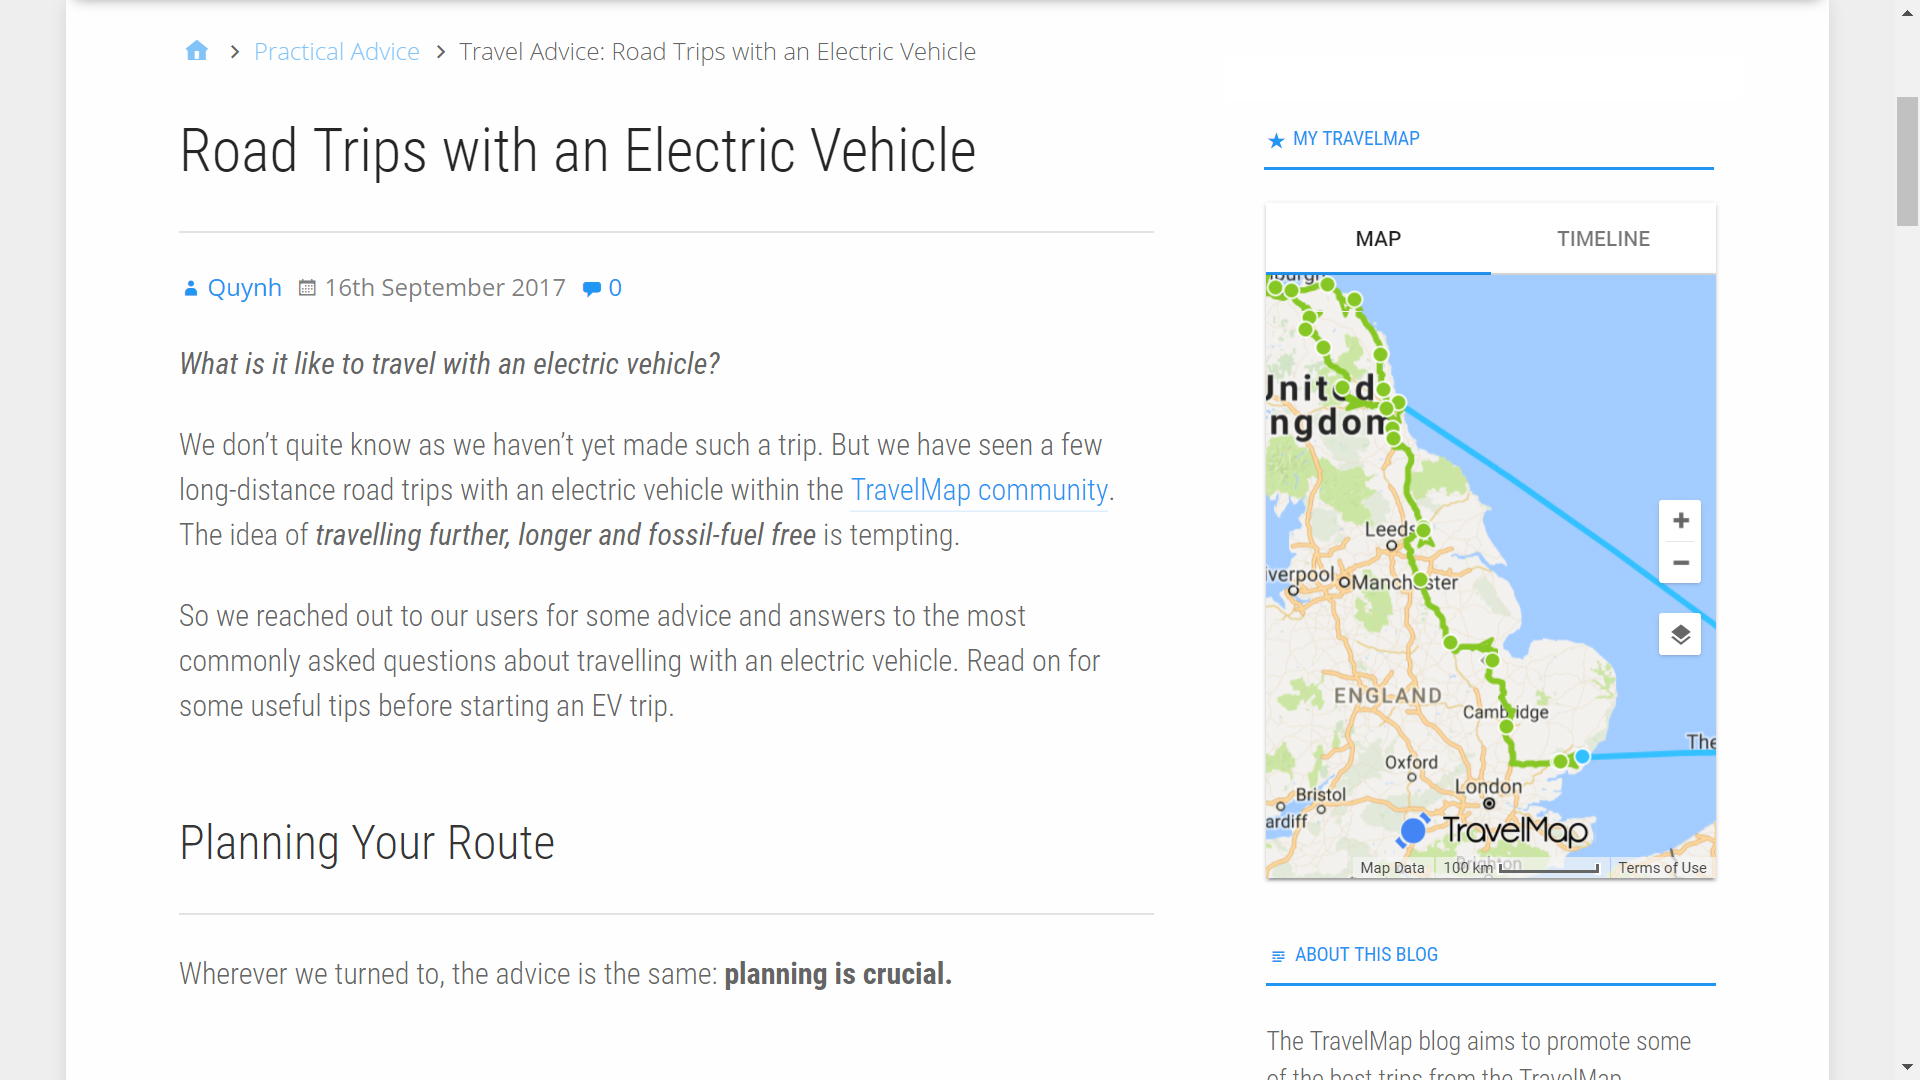 Practical Advice > Travel Advice: Road Trips with an Electric Vehicle
Road Trips with an Electric Vehicle
Quynh 16th September 2017 0
What is it like to travel with an electric vehicle?
We don’t quite know as we haven’t yet made such a trip. But we have seen a few
long-distance road trips with an electric vehicle within the TravelMap community.
The idea of travelling further, longer and fossil-fuel free is tempting.
So we reached out to our users for some advice and answers to the most
commonly asked questions about travelling with an electric vehicle. Read on for
some useful tips before starting an EV trip.
Planning Your Route
Wherever we turned to, the advice is the same: planning is crucial.
MY TRAVELMAP
MAP TIMELINE
Leeds
Manchester
ENGLAND
Cambridge
The
Oxford
London
Bristol
TravelMap
Brighton
Map Data 100 km Terms of Use
ABOUT THIS BLOG
The TravelMap blog aims to promote some
of the best trips from the TravelMap